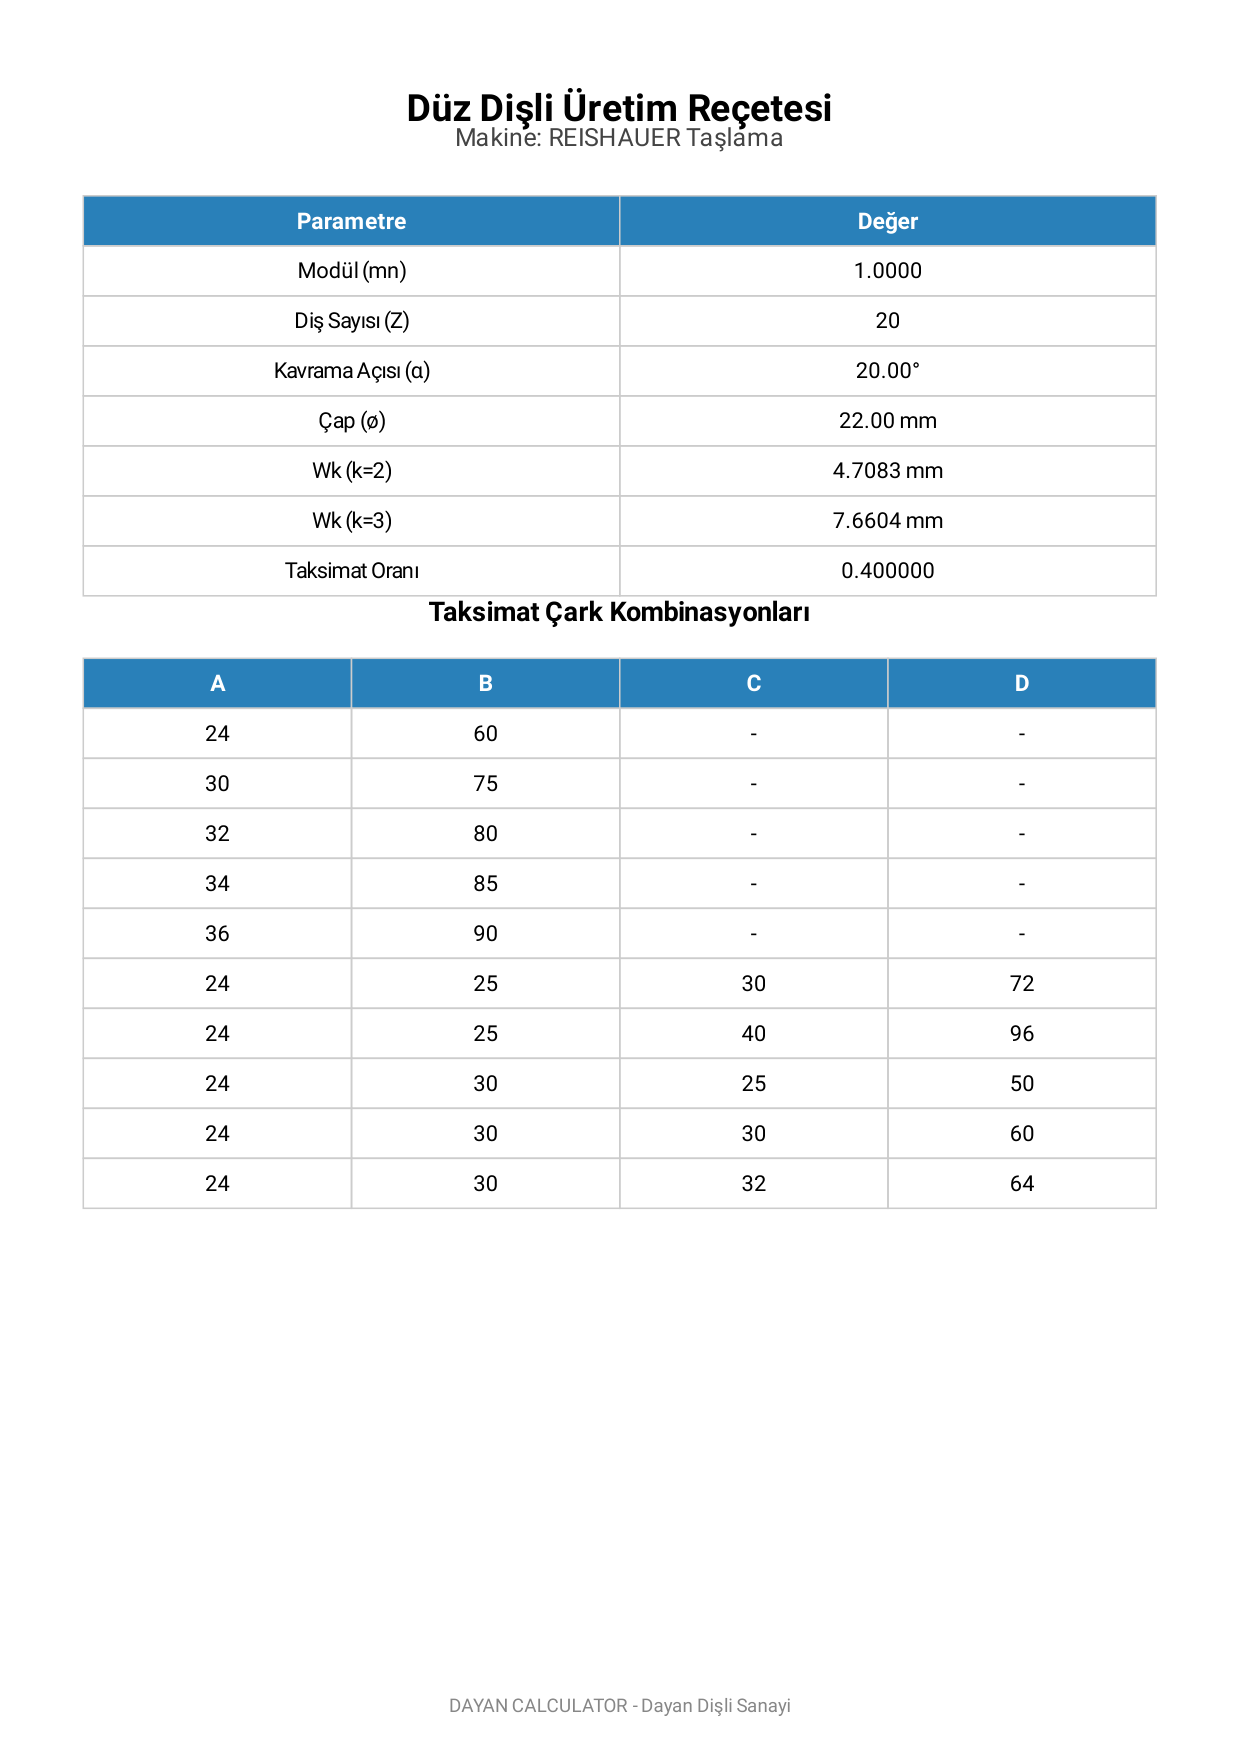 Düz Dişli Üretim Reçetesi
Makine: REISHAUER Taşlama
Parametre Değer
Modül (mn) 1.0000
Diş Sayısı (Z) 20
Kavrama Açısı (α) 20.00°
Çap (ø) 22.00 mm
Wk (k=2) 4.7083 mm
Wk (k=3) 7.6604 mm
Taksimat Oranı 0.400000
Taksimat Çark Kombinasyonları
A B C D
24 60 - -
30 75 - -
32 80 - -
34 85 - -
36 90 - -
24 25 30 72
24 25 40 96
24 30 25 50
24 30 30 60
24 30 32 64
DAYAN CALCULATOR - Dayan Dişli Sanayi